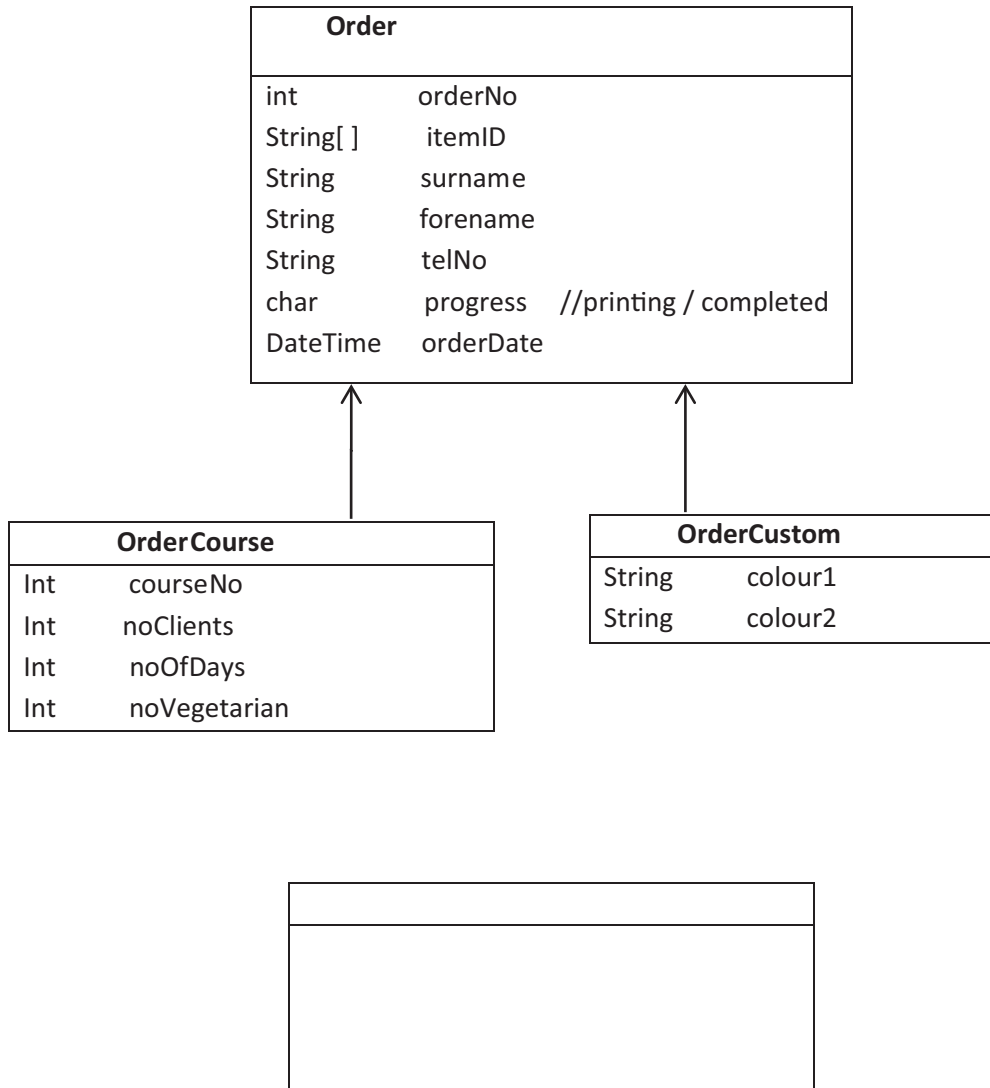 Order
int orderNo
String[ ] itemID
String surname
String forename
String telNo
char progress //printing / completed
DateTime orderDate
OrderCourse
Int courseNo
Int noClients
Int noOfDays
Int noVegetarian
OrderCustom
String colour1
String colour2